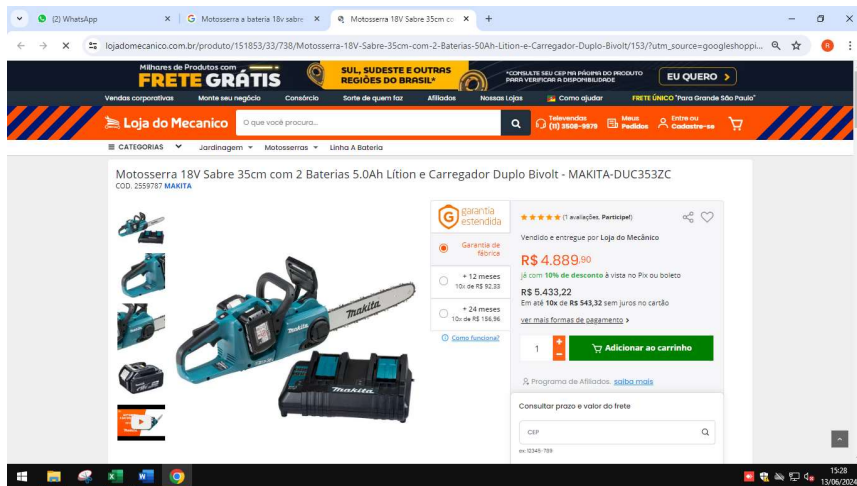 (2) WhatsApp
Motosserra a bateria 18v sabre
Motosserra 18V Sabre 35cm co
lojadomecanico.com.br/produto/151853/33/738/Motosserra-18V-Sabre-35cm-com-2-Baterias-50Ah-Lition-e-Carregador-Duplo-Bivolt/153/?utm_source=googleshoppi...
Milhares de Produtos com
FRETE GRÁTIS
SUL, SUDESTE E OUTRAS
REGIÕES DO BRASIL*
*CONSULTE SEU CEP NA PÁGINA DO PRODUTO
PARA VERIFICAR A DISPONIBILIDADE
EU QUERO >
Vendas corporativas Monte seu negócio Consórcio Sorte de quem faz Afiliados Nossas Lojas Como ajudar FRETE ÚNICO "Para Grande São Paulo"
Loja do Mecanico
O que você procura...
Televendas
(11) 3508-9979
Meus
Pedidos
Entre ou
Cadastre-se
CATEGORIAS Jardinagem Motosserras Linha A Bateria
Motosserra 18V Sabre 35cm com 2 Baterias 5.0Ah Lítion e Carregador Duplo Bivolt - MAKITA-DUC353ZC
COD. 2559787 MAKITA
makita
makita
garantia
estendida
Garantia de
fábrica
+ 12 meses
10x de R$ 92,33
+ 24 meses
10x de R$ 156,96
Como funciona?
(1 avaliações, Participe!)
Vendido e entregue por Loja do Mecânico
R$ 4.889,90
já com 10% de desconto à vista no Pix ou boleto
R$ 5.433,22
Em até 10x de R$ 543,32 sem juros no cartão
ver mais formas de pagamento >
1
+
-
Adicionar ao carrinho
Programa de Afiliados. saiba mais
Consultar prazo e valor do frete
CEP
ex: 12345-789
15:28
13/06/2024